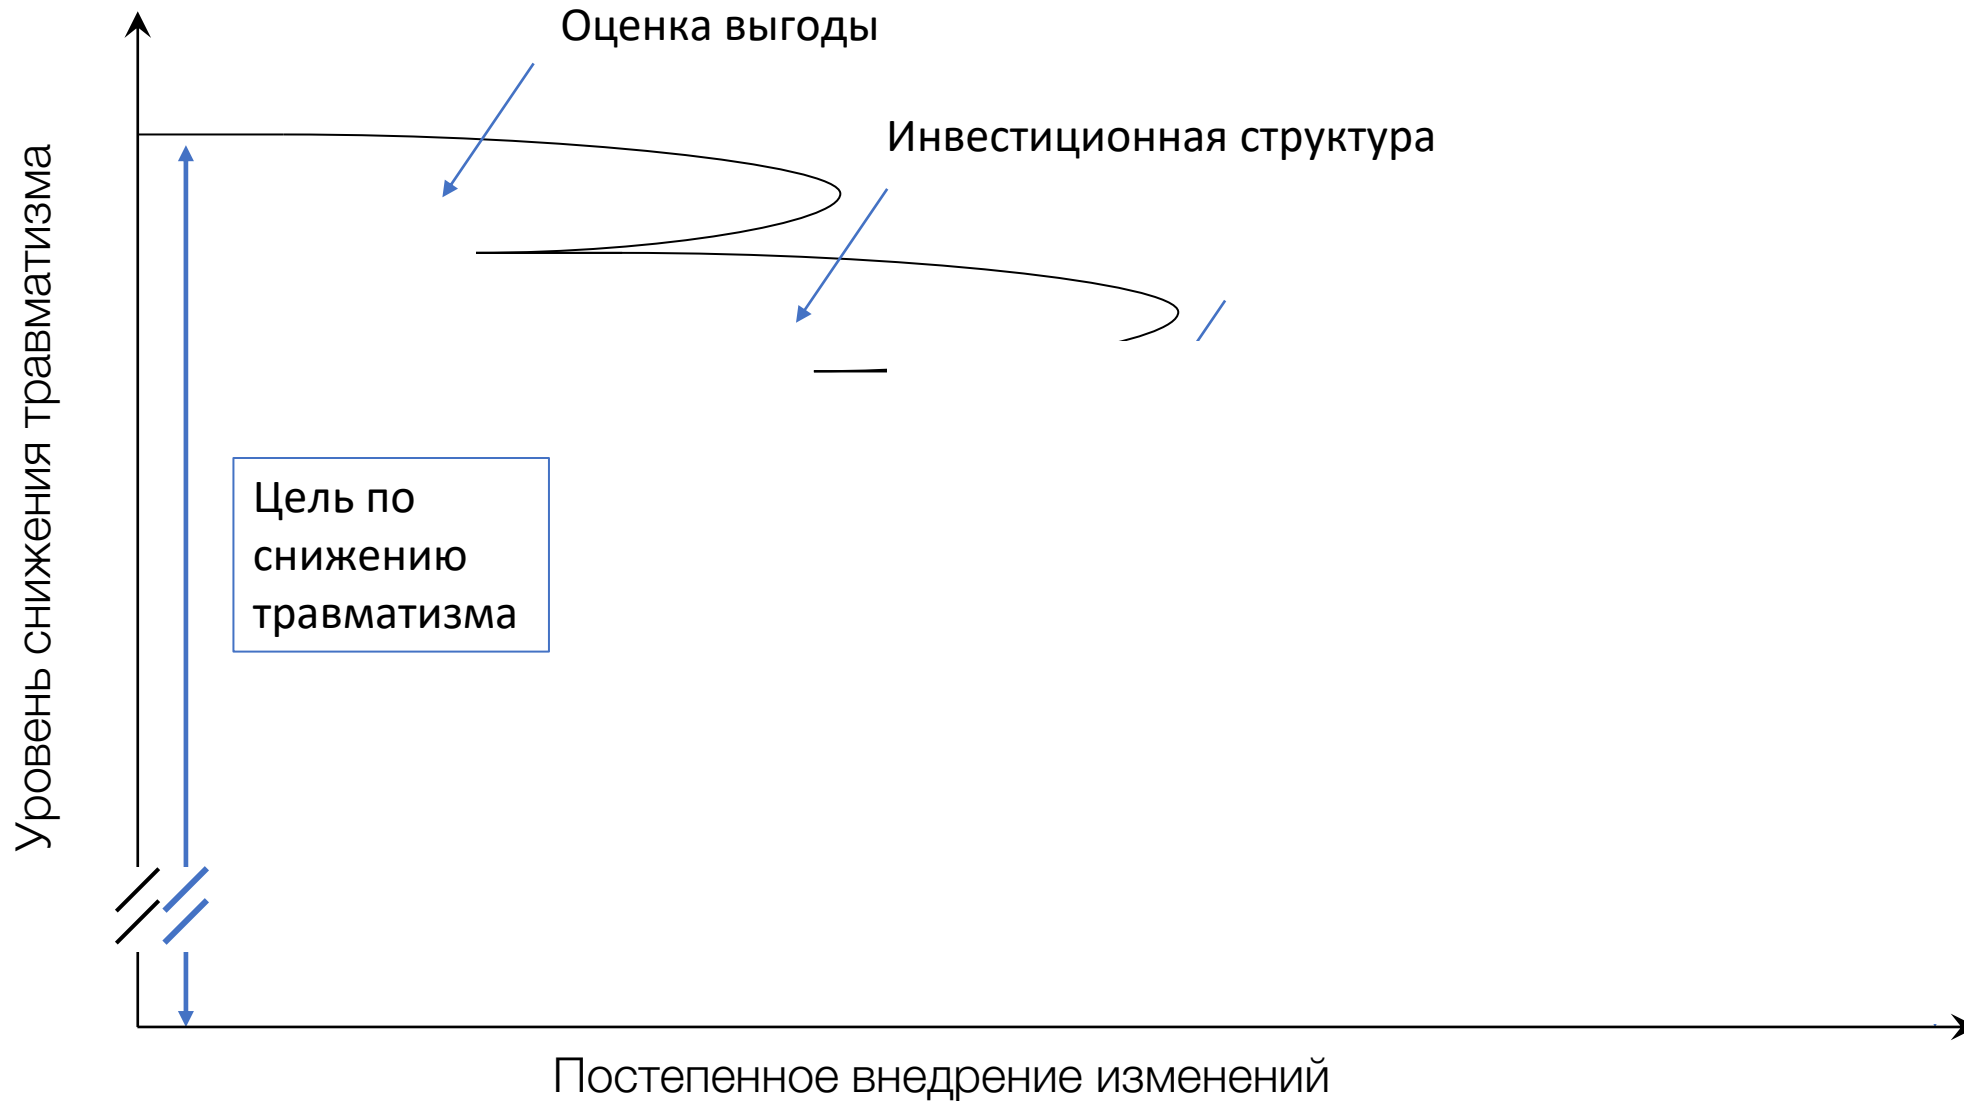 Оценка выгоды
Инвестиционная структура
Уровень снижения травматизма
Цель по
снижению
травматизма
Постепенное внедрение изменений